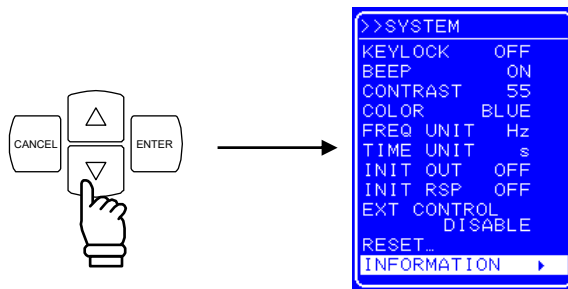 CANCEL
ENTER
>>SYSTEM
KEYLOCK OFF
BEEP ON
CONTRAST 55
COLOR BLUE
FREQ UNIT Hz
TIME UNIT s
INIT OUT OFF
INIT RSP OFF
EXT CONTROL
DISABLE
RESET…
INFORMATION